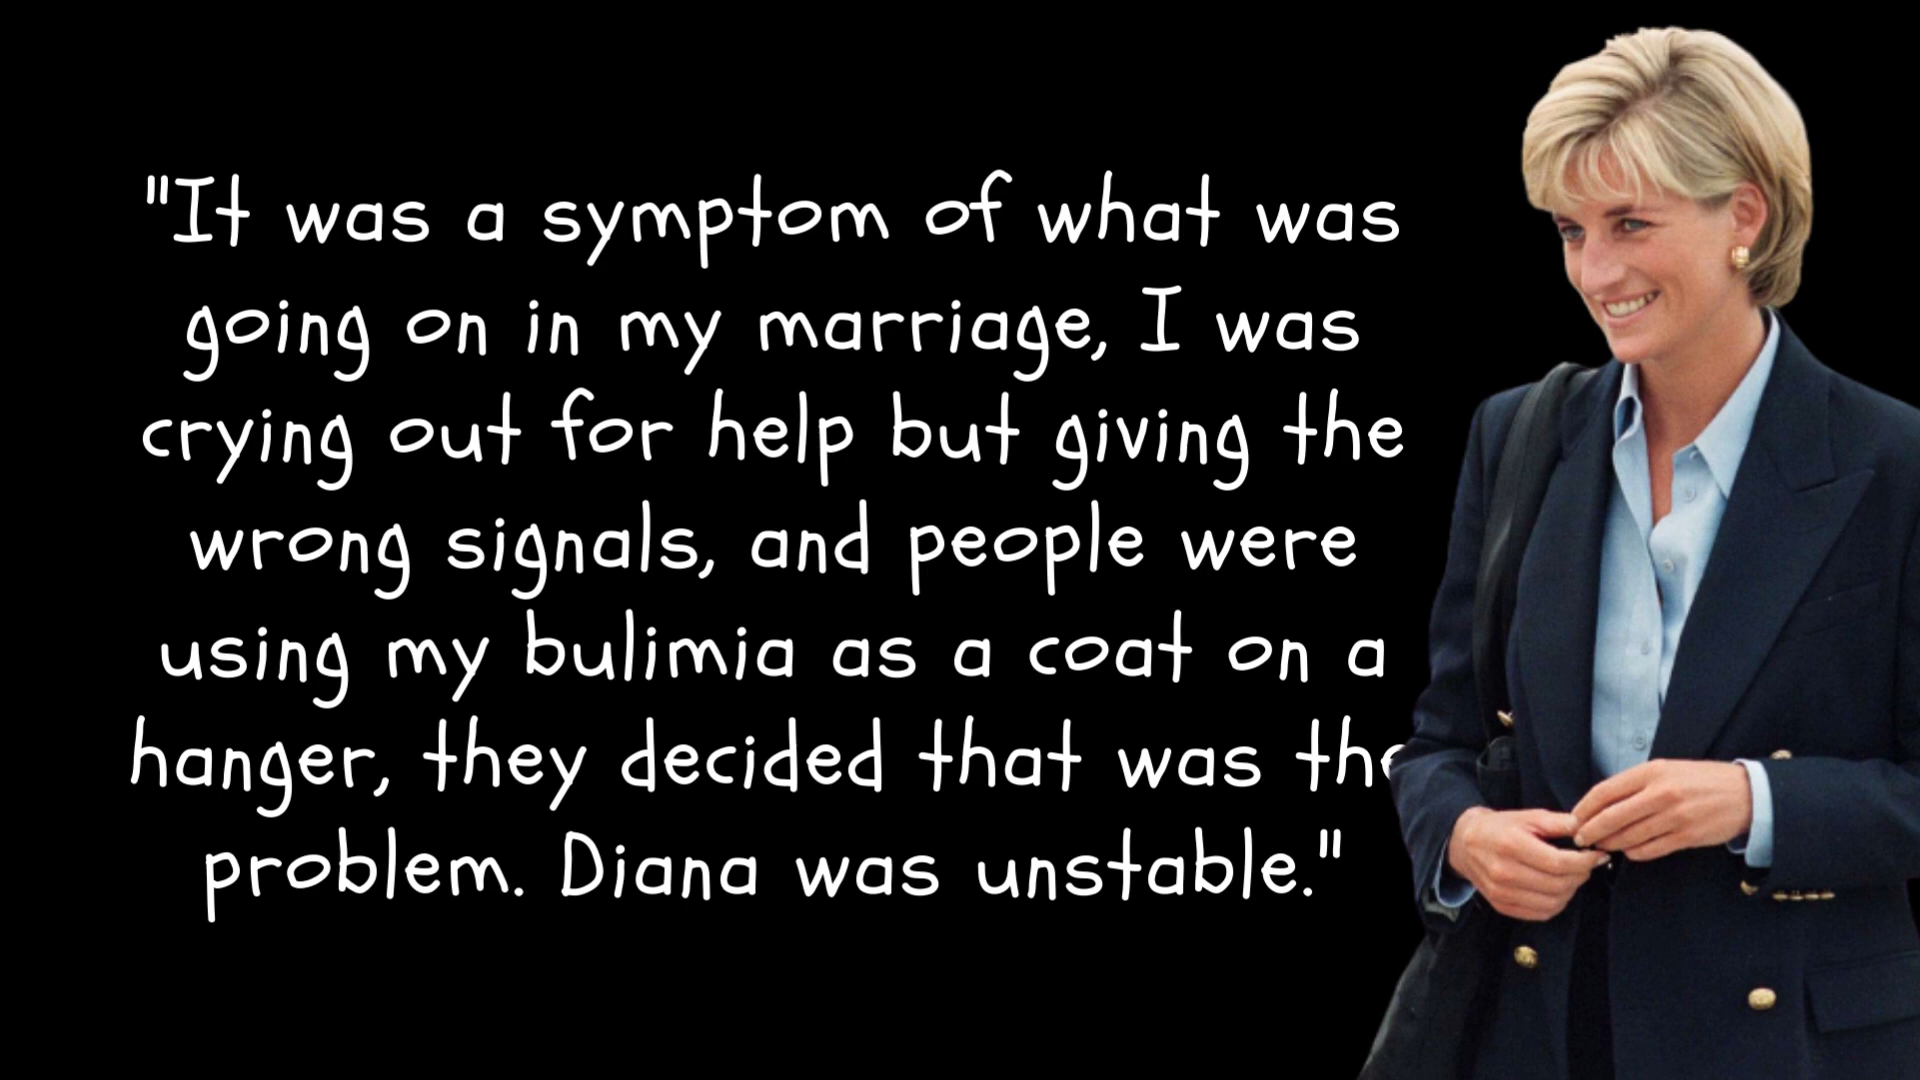 "It was a symptom of what was
going on in my marriage, I was
crying out for help but giving the
wrong signals, and people were
using my bulimia as a coat on a
hanger, they decided that was the
problem. Diana was unstable."